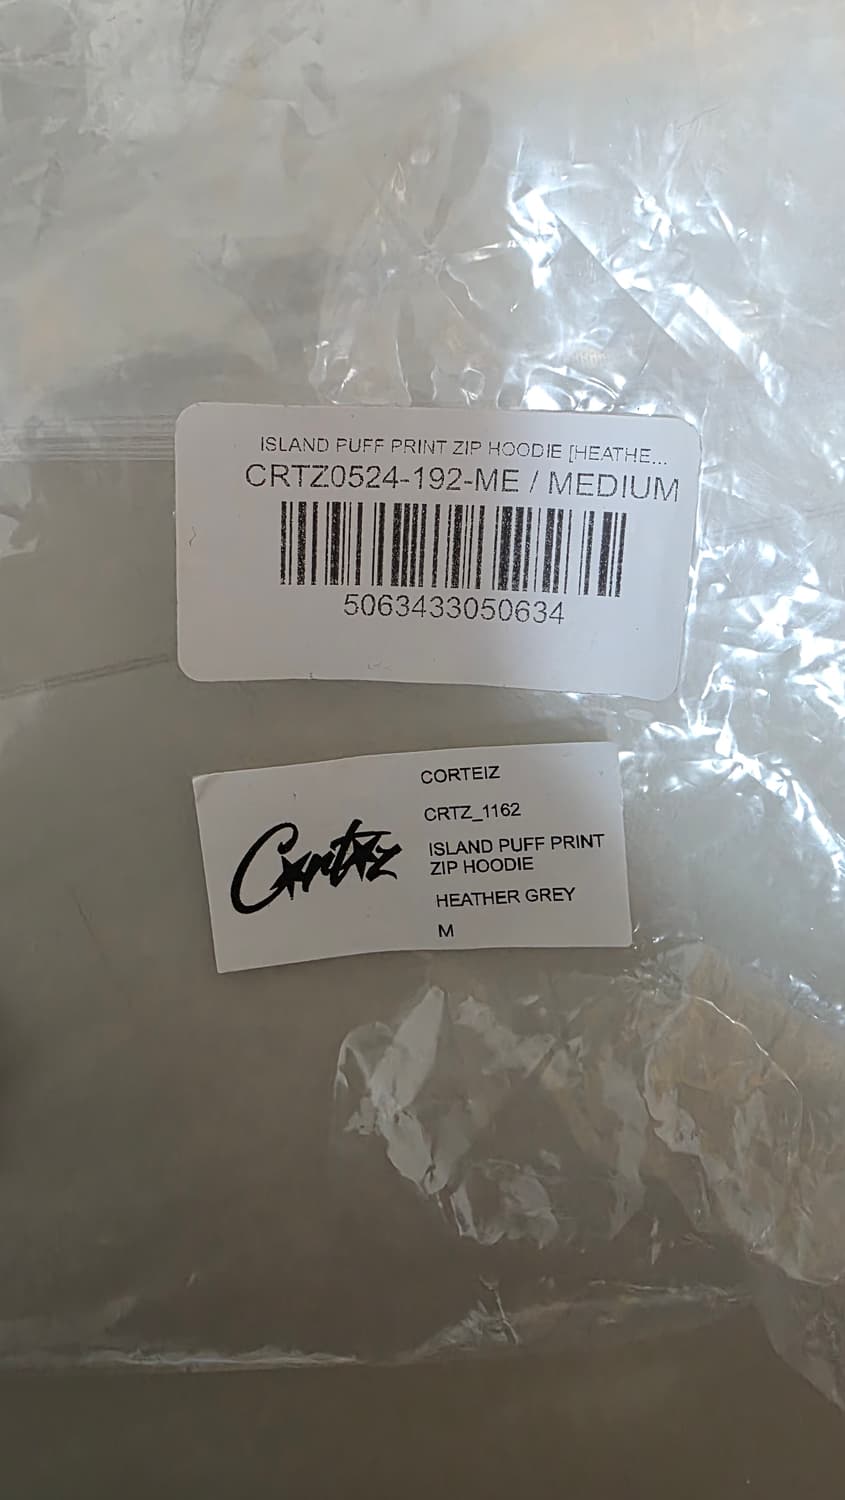 ISLAND PUFF PRINT ZIP HOODIE [HEATHE...
CRTZ0524-192-ME / MEDIUM
5063433050634
CORTEIZ
CRTZ_1162
Cortez
ISLAND PUFF PRINT
ZIP HOODIE
HEATHER GREY
M